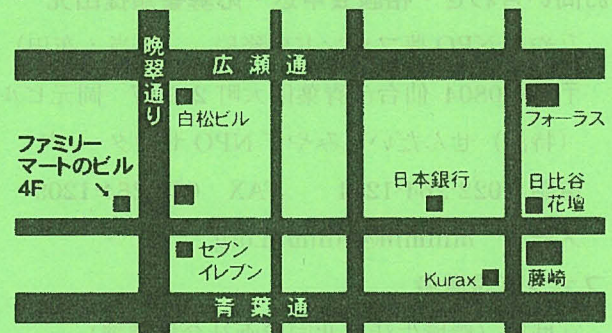 晩翠通り
広瀬通
白松ビル
フォーラス
ファミリー
マートのビル
4F
日本銀行
日比谷
花壇
セブン
イレブン
Kurax
藤崎
青葉通